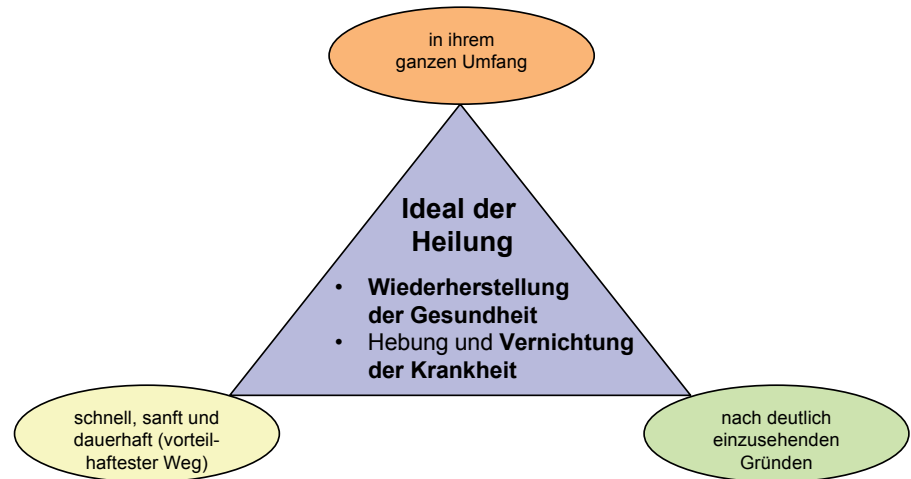 in ihrem
ganzen Umfang
Ideal der
Heilung
• Wiederherstellung
der Gesundheit
• Hebung und Vernichtung
der Krankheit
schnell, sanft und
dauerhaft (vorteil-
haftester Weg)
nach deutlich
einzusehenden
Gründen